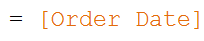 = [Order Date]